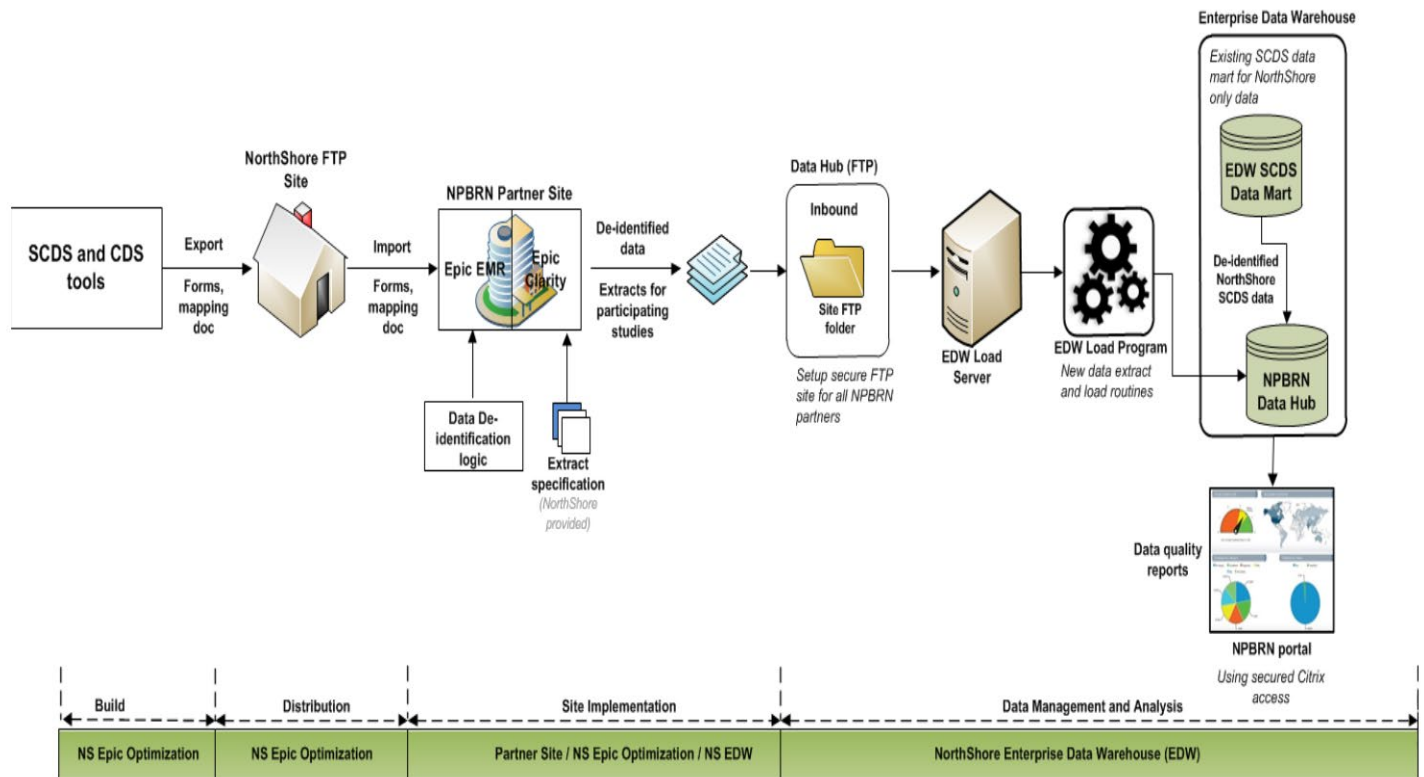 Enterprise Data Warehouse
Existing SCDS data
mart for NorthShore
only data
EDW SCDS
Data Mart
De-identified
NorthShore
SCDS data
NPBRN
Data Hub
SCDS and CDS
tools
Export
Forms,
mapping
doc
NorthShore FTP
Site
Import
Forms,
mapping
doc
NPBRN Partner Site
Epic EMR
Epic
Clarity
Data De-
identification
logic
Extract
specification
(NorthShore
provided)
De-identified
data
Extracts for
participating
studies
Data Hub (FTP)
Inbound
Site FTP
folder
Setup secure FTP
site for all NPBRN
partners
EDW Load
Server
EDW Load Program
New data extract
and load routines
Data quality
reports
NPBRN portal
Using secured Citrix
access
Build
Distribution
Site Implementation
Data Management and Analysis
NS Epic Optimization
NS Epic Optimization
Partner Site / NS Epic Optimization / NS EDW
NorthShore Enterprise Data Warehouse (EDW)